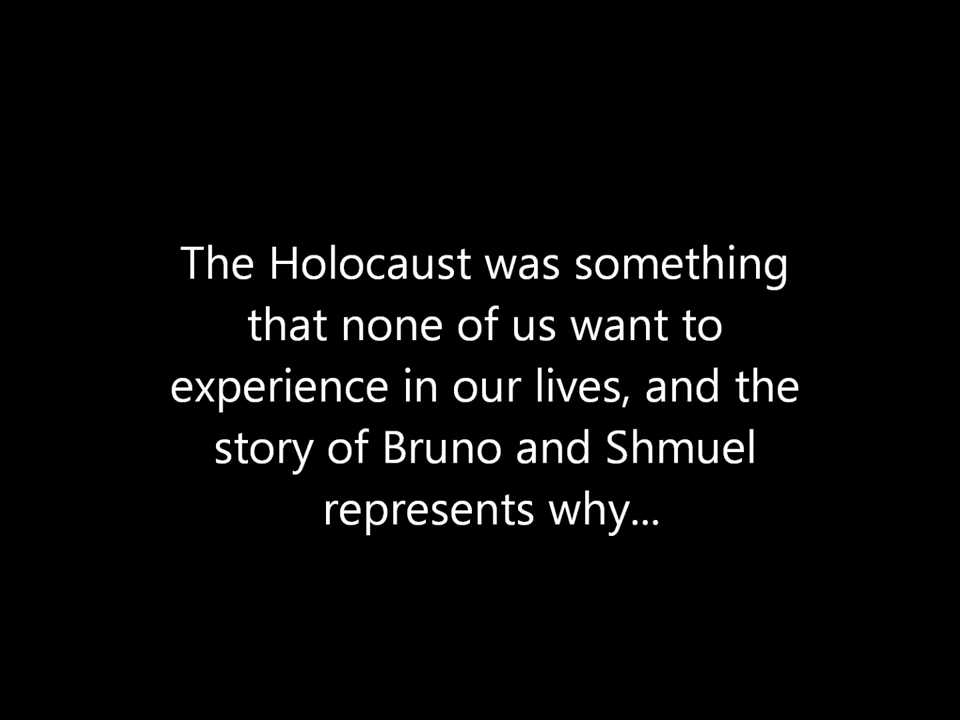 The Holocaust was something
that none of us want to
experience in our lives, and the
story of Bruno and Shmuel
represents why...